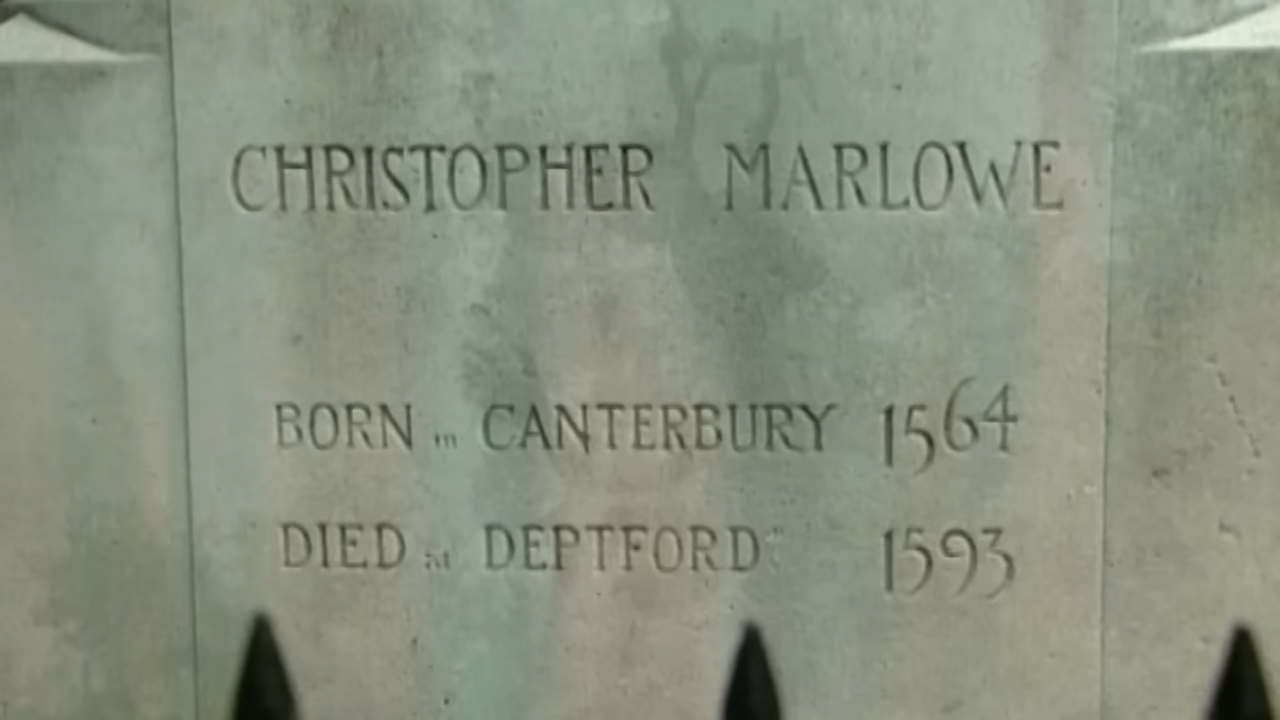 CHRISTOPHER MARLOWE
BORN in CANTERBURY 1564
DIED AT DEPTFORD 1593